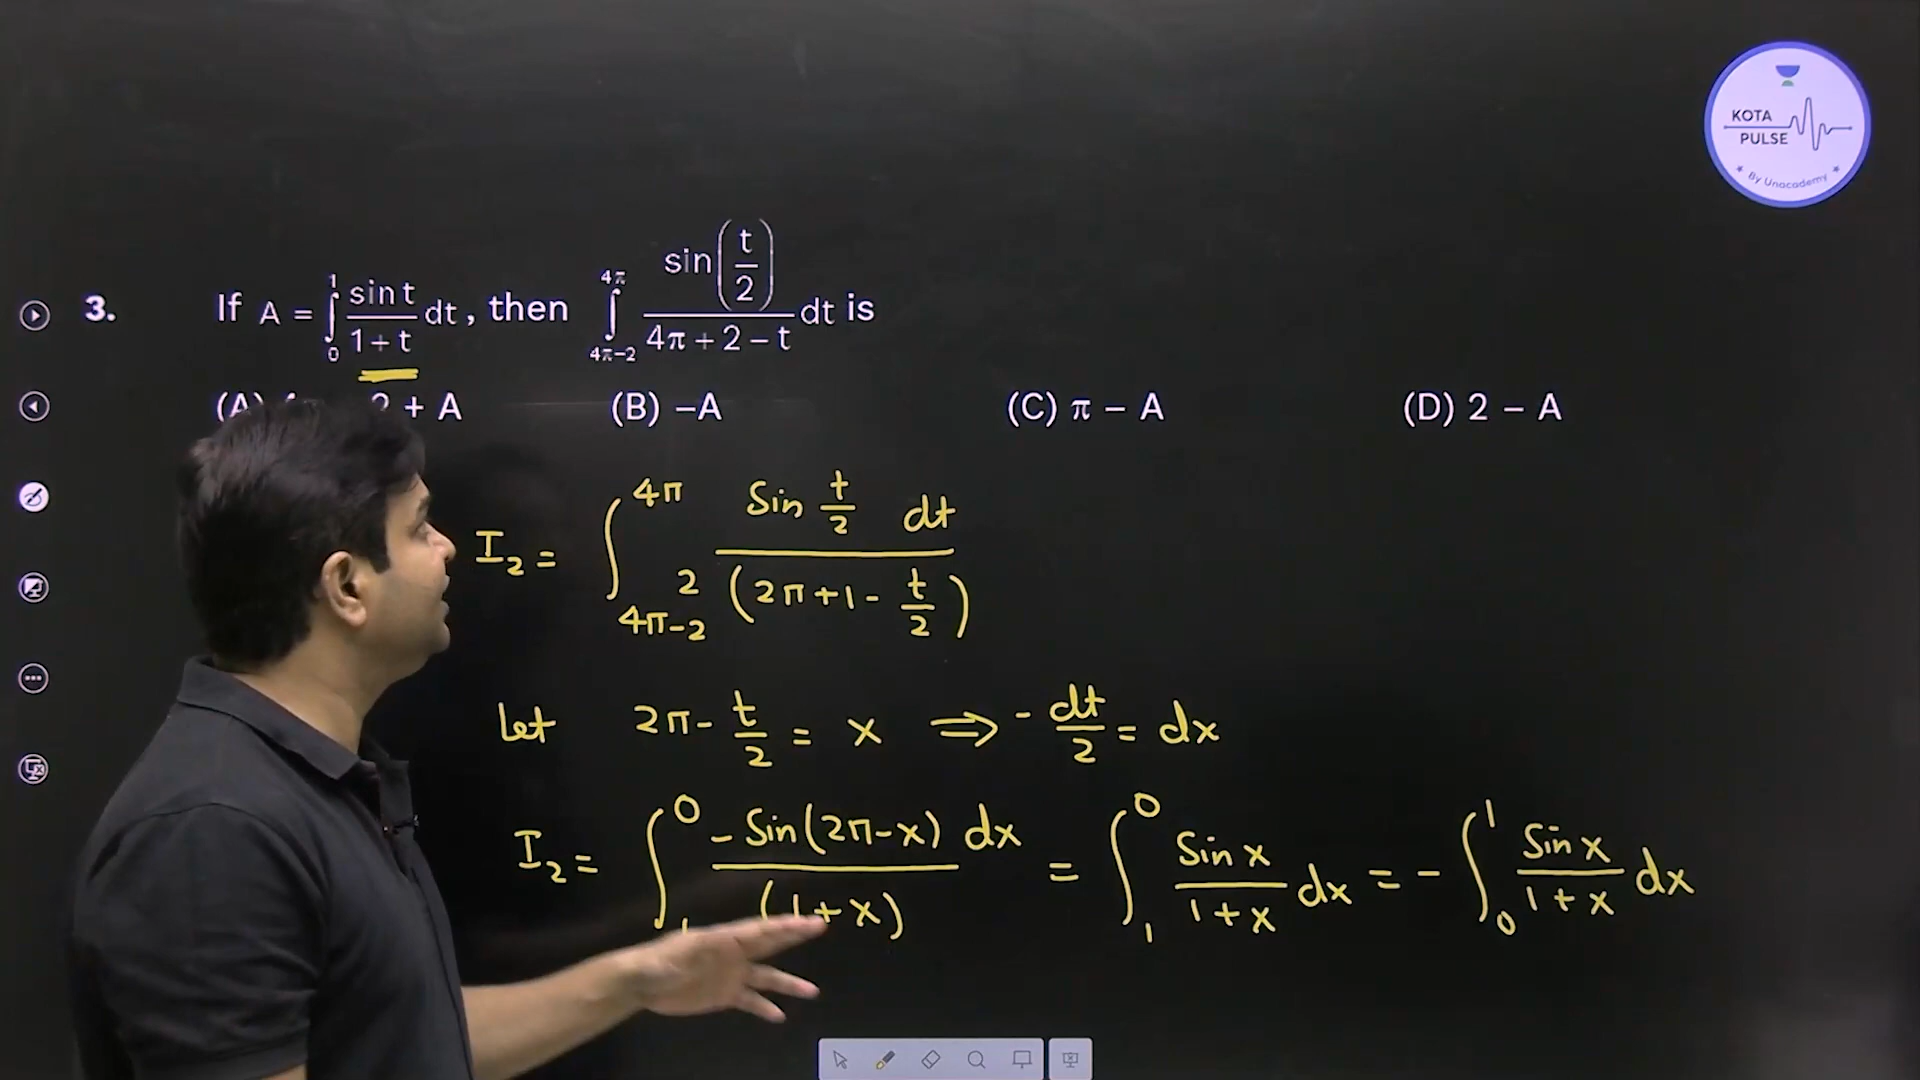 KOTA
PULSE
★ By Unacademy ★
3. If A = ∫₀¹ sin t / (1 + t) dt, then ∫_{4π−2}^{4π} sin(t/2) / (4π + 2 − t) dt is
(A) 2 + A (B) −A (C) π − A (D) 2 − A
I₂ = ∫_{4π-2}^{4π} Sin t/2 dt / 2(2π+1- t/2)
Let 2π - t/2 = x ⇒ - dt/2 = dx
I₂ = ∫₁⁰ -Sin(2π-x) dx / (1+x) = ∫₁⁰ Sin x / (1+x) dx = - ∫₀¹ Sin x / (1+x) dx